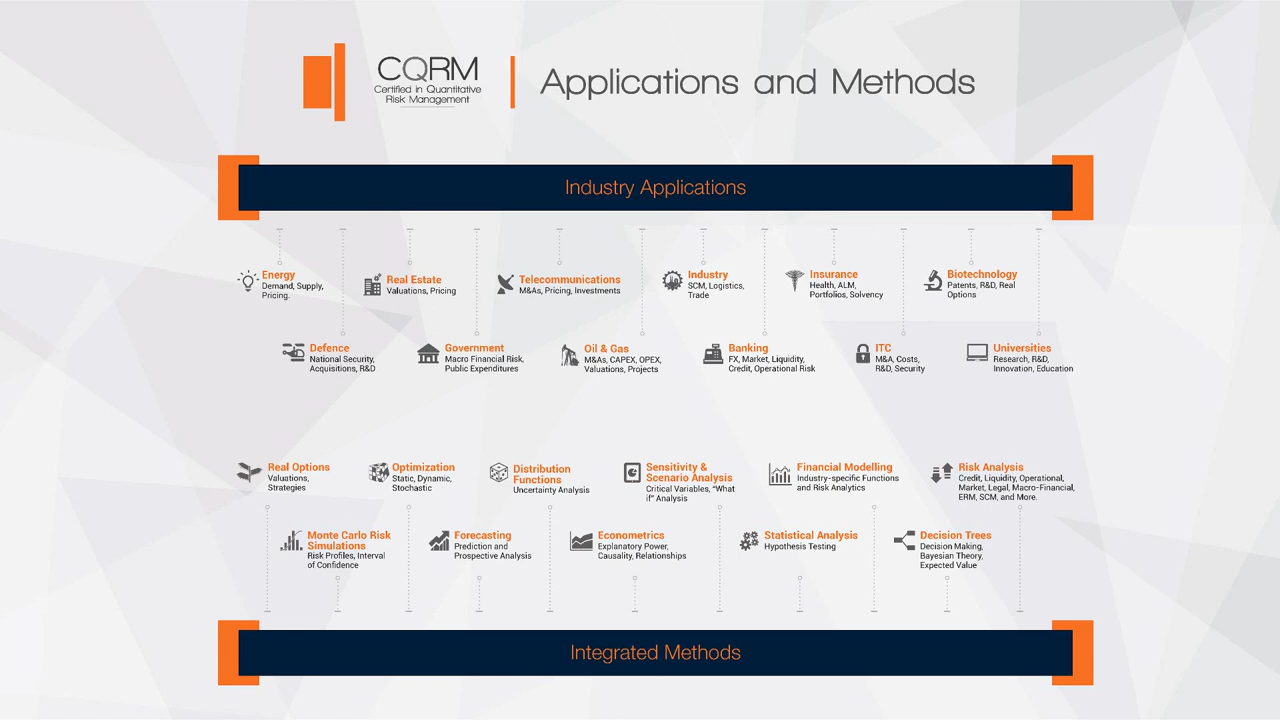 CQRM
Certified in Quantitative
Risk Management
Applications and Methods
Industry Applications
Energy
Demand, Supply,
Pricing.
Real Estate
Valuations, Pricing
Telecommunications
M&As, Pricing, Investments
Industry
SCM, Logistics,
Trade
Insurance
Health, ALM,
Portfolios, Solvency
Biotechnology
Patents, R&D, Real
Options
Defence
National Security,
Acquisitions, R&D
Government
Macro Financial Risk,
Public Expenditures
Oil & Gas
M&As, CAPEX, OPEX,
Valuations, Projects
Banking
FX, Market, Liquidity,
Credit, Operational Risk
ITC
M&A, Costs,
R&D, Security
Universities
Research, R&D,
Innovation, Education
Real Options
Valuations,
Strategies
Optimization
Static, Dynamic,
Stochastic
Distribution
Functions
Uncertainty Analysis
Sensitivity &
Scenario Analysis
Critical Variables, “What
if” Analysis
Financial Modelling
Industry-specific Functions
and Risk Analytics
Risk Analysis
Credit, Liquidity, Operational,
Market, Legal, Macro-Financial,
ERM, SCM, and More.
Monte Carlo Risk
Simulations
Risk Profiles, Interval
of Confidence
Forecasting
Prediction and
Prospective Analysis
Econometrics
Explanatory Power,
Causality, Relationships
Statistical Analysis
Hypothesis Testing
Decision Trees
Decision Making,
Bayesian Theory,
Expected Value
Integrated Methods